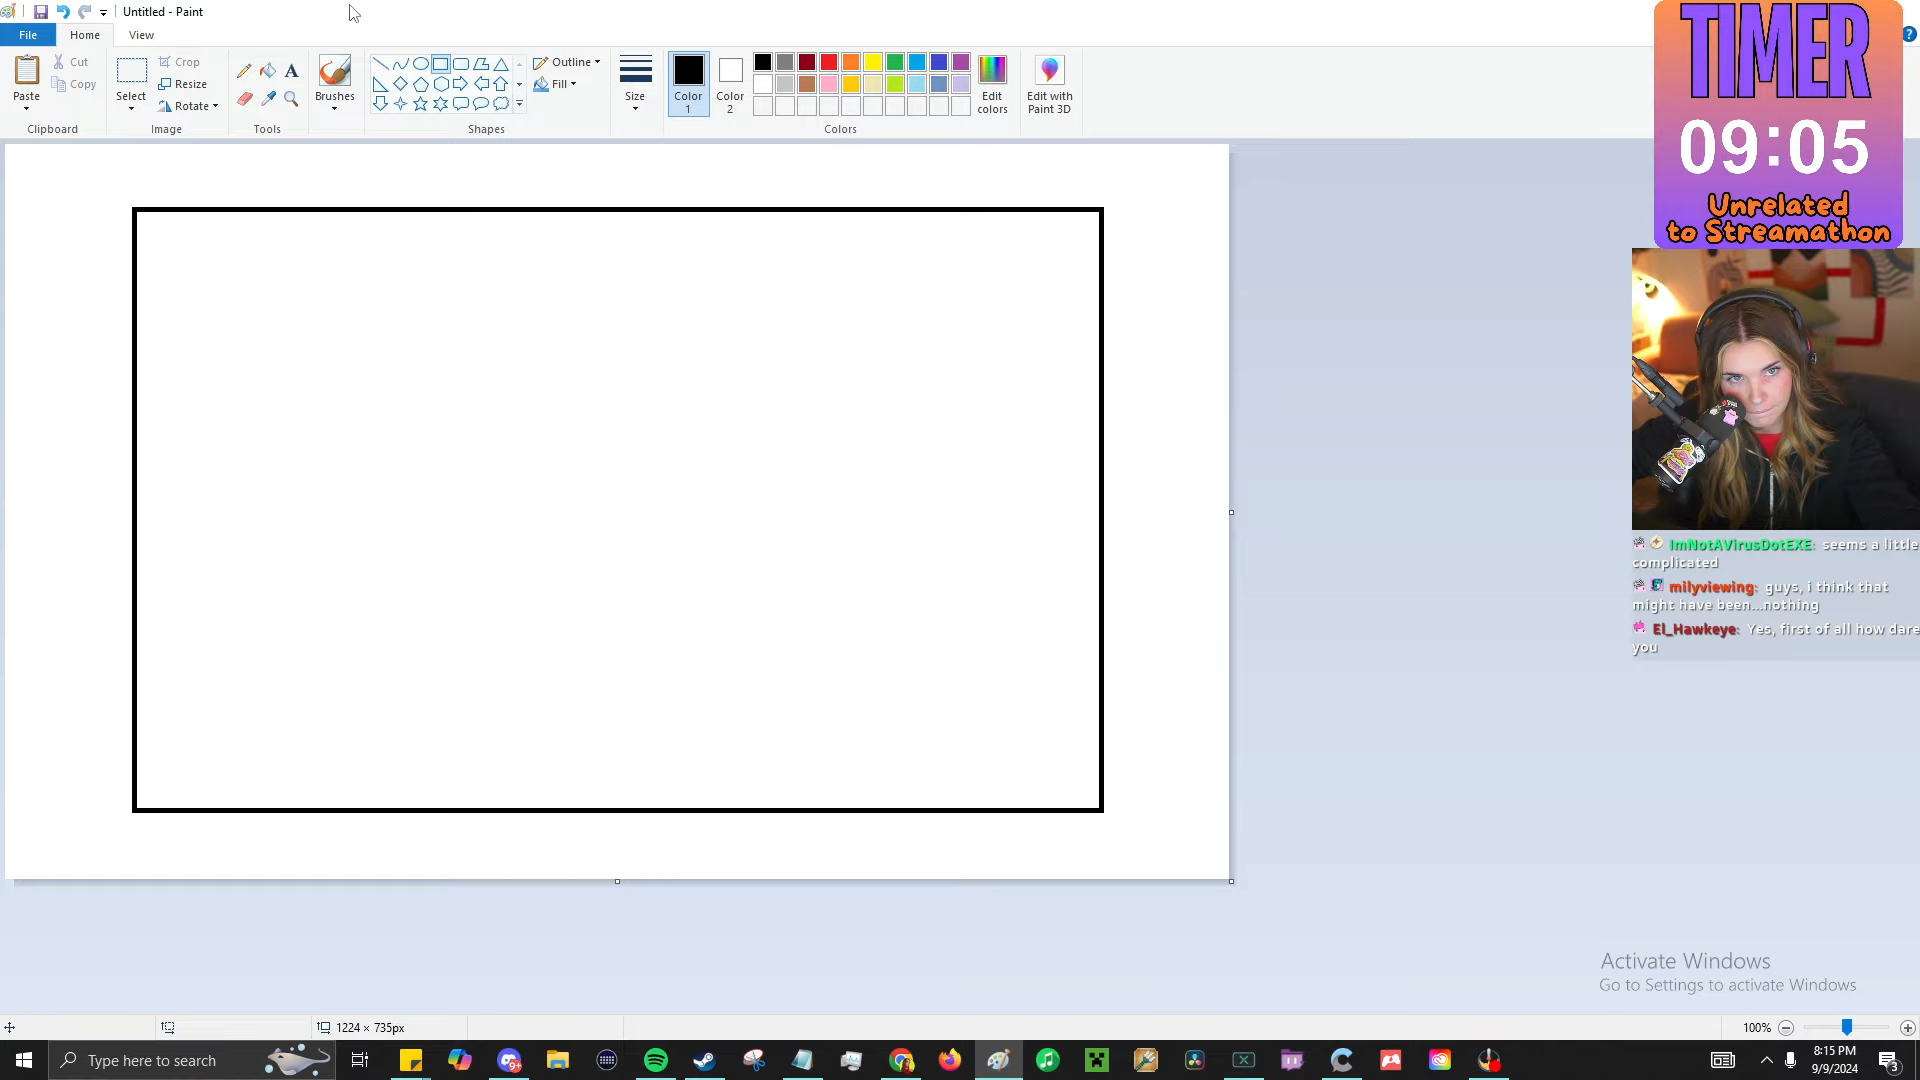 Untitled - Paint
File
Home
View
Paste
Cut
Copy
Clipboard
Select
Crop
Resize
Rotate
Image
Tools
Brushes
Outline
Fill
Shapes
Size
Color 1
Color 2
Edit colors
Colors
Edit with Paint 3D
TIMER
09:05
Unrelated
to Streamathon
ImNotAVirusDotEXE: seems a little
complicated
milyviewing: guys, i think that
might have been...nothing
El_Hawkeye: Yes, first of all how dare
you
Activate Windows
Go to Settings to activate Windows
1224 × 735px
100%
Type here to search
9+
8:15 PM
9/9/2024
3